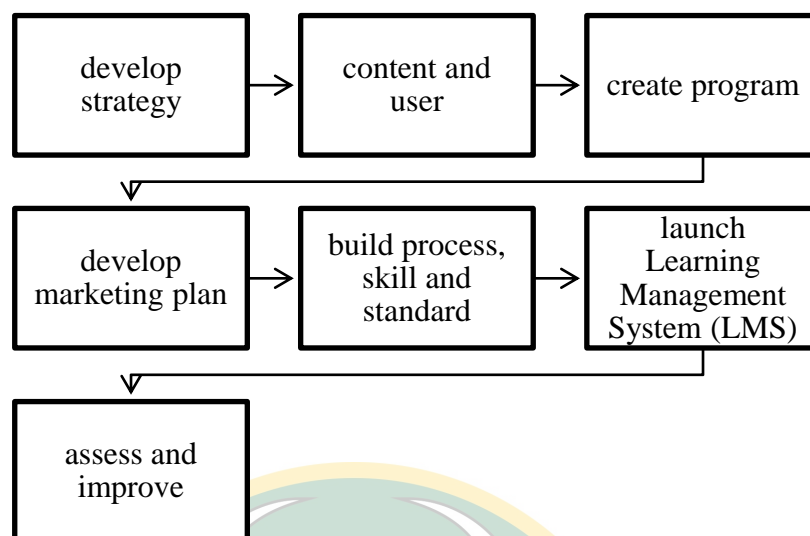 develop
strategy
content and
user
create program
develop
marketing plan
build process,
skill and
standard
launch
Learning
Management
System (LMS)
assess and
improve